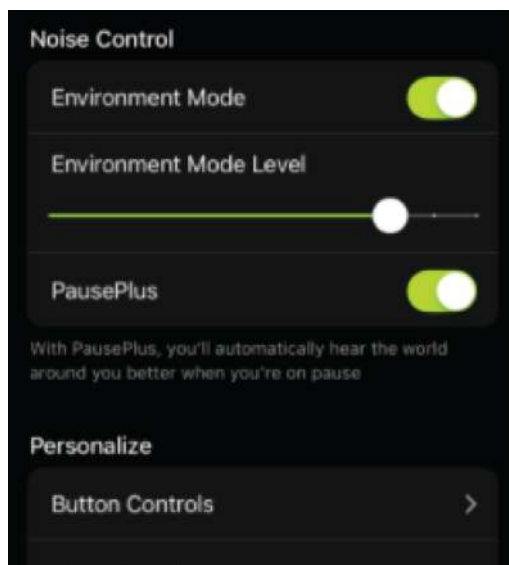 Noise Control
Environment Mode
Environment Mode Level
PausePlus
With PausePlus, you'll automatically hear the world
around you better when you're on pause
Personalize
Button Controls